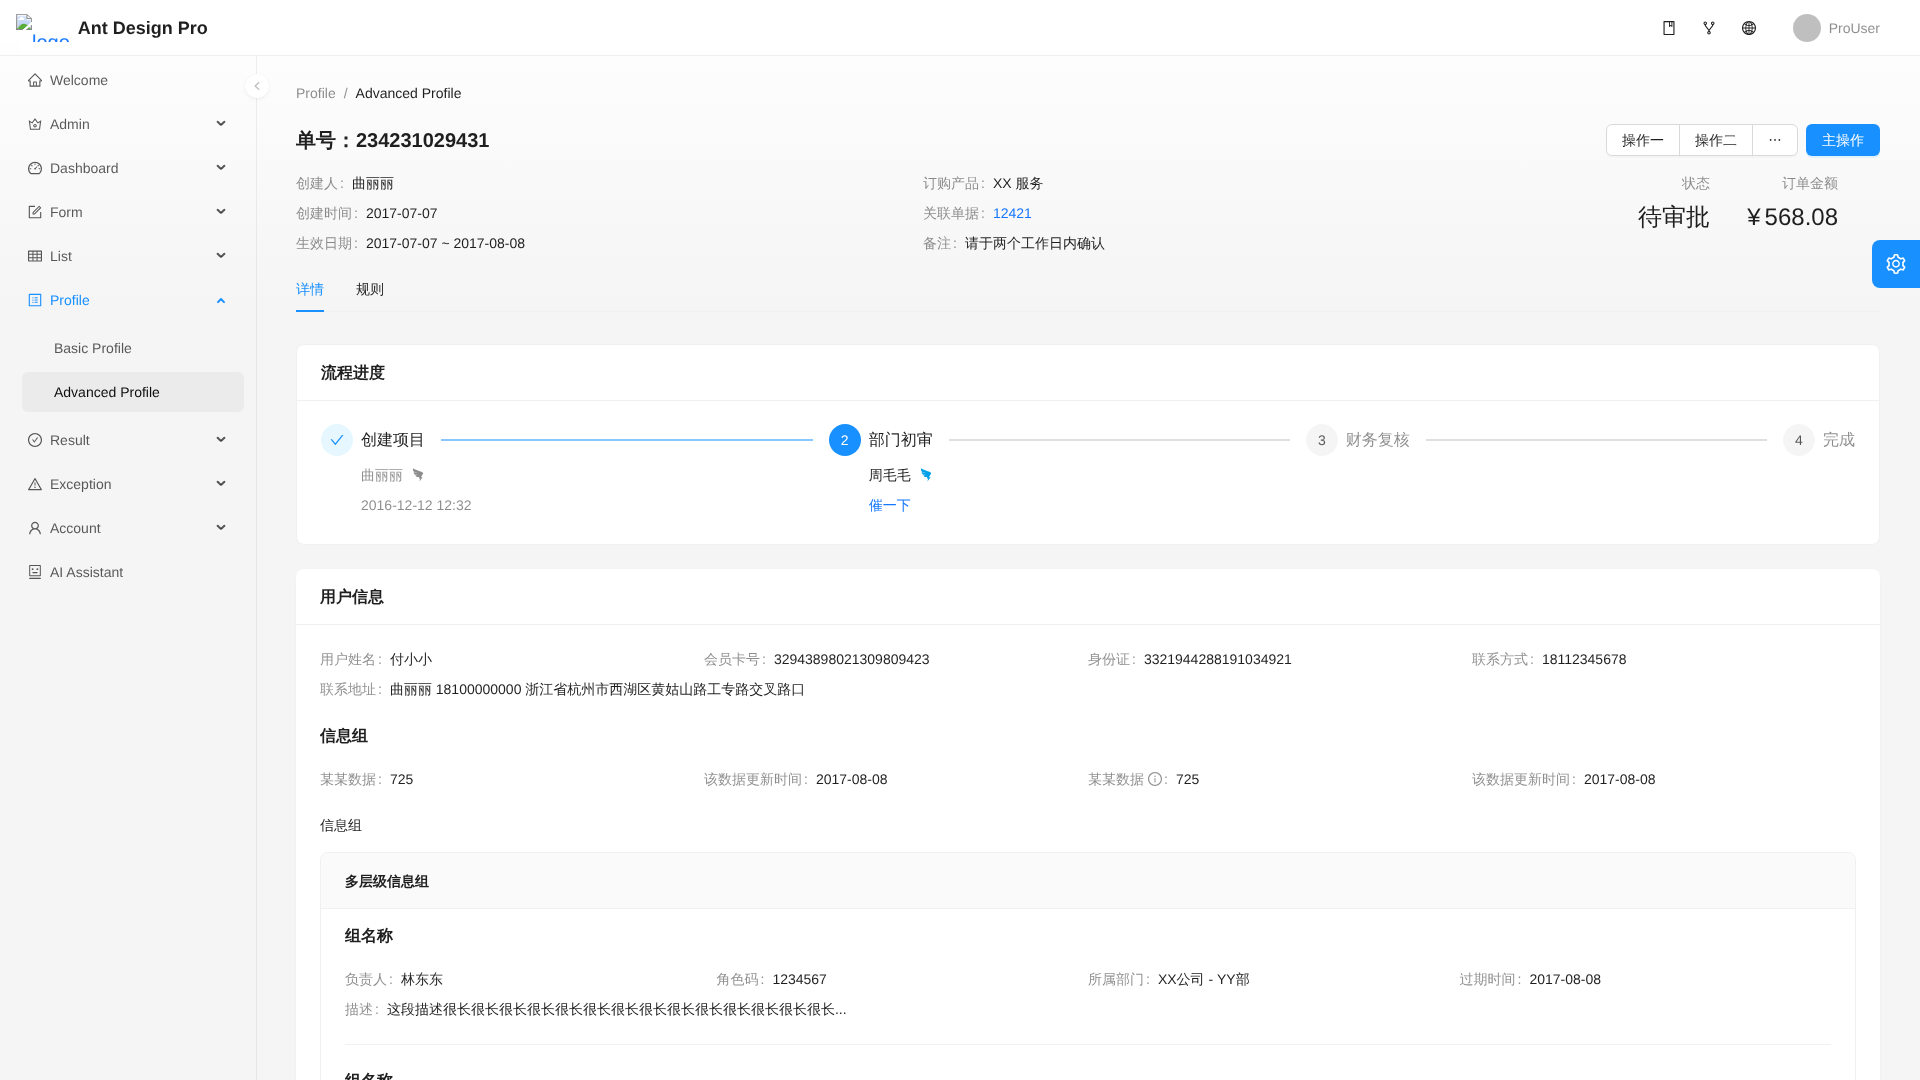 logo
Ant Design Pro
ProUser
Welcome
Admin
Dashboard
Form
List
Profile
Basic Profile
Advanced Profile
Result
Exception
Account
AI Assistant
Profile / Advanced Profile
单号：234231029431
操作一 操作二 ··· 主操作
创建人: 曲丽丽
订购产品: XX 服务
状态
订单金额
创建时间: 2017-07-07
关联单据: 12421
待审批
¥ 568.08
生效日期: 2017-07-07 ~ 2017-08-08
备注: 请于两个工作日内确认
详情 规则
流程进度
创建项目
2 部门初审
3 财务复核
4 完成
曲丽丽
周毛毛
2016-12-12 12:32
催一下
用户信息
用户姓名: 付小小
会员卡号: 32943898021309809423
身份证: 3321944288191034921
联系方式: 18112345678
联系地址: 曲丽丽 18100000000 浙江省杭州市西湖区黄姑山路工专路交叉路口
信息组
某某数据: 725
该数据更新时间: 2017-08-08
某某数据 : 725
该数据更新时间: 2017-08-08
信息组
多层级信息组
组名称
负责人: 林东东
角色码: 1234567
所属部门: XX公司 - YY部
过期时间: 2017-08-08
描述: 这段描述很长很长很长很长很长很长很长很长很长很长很长很长很长很长...
组名称